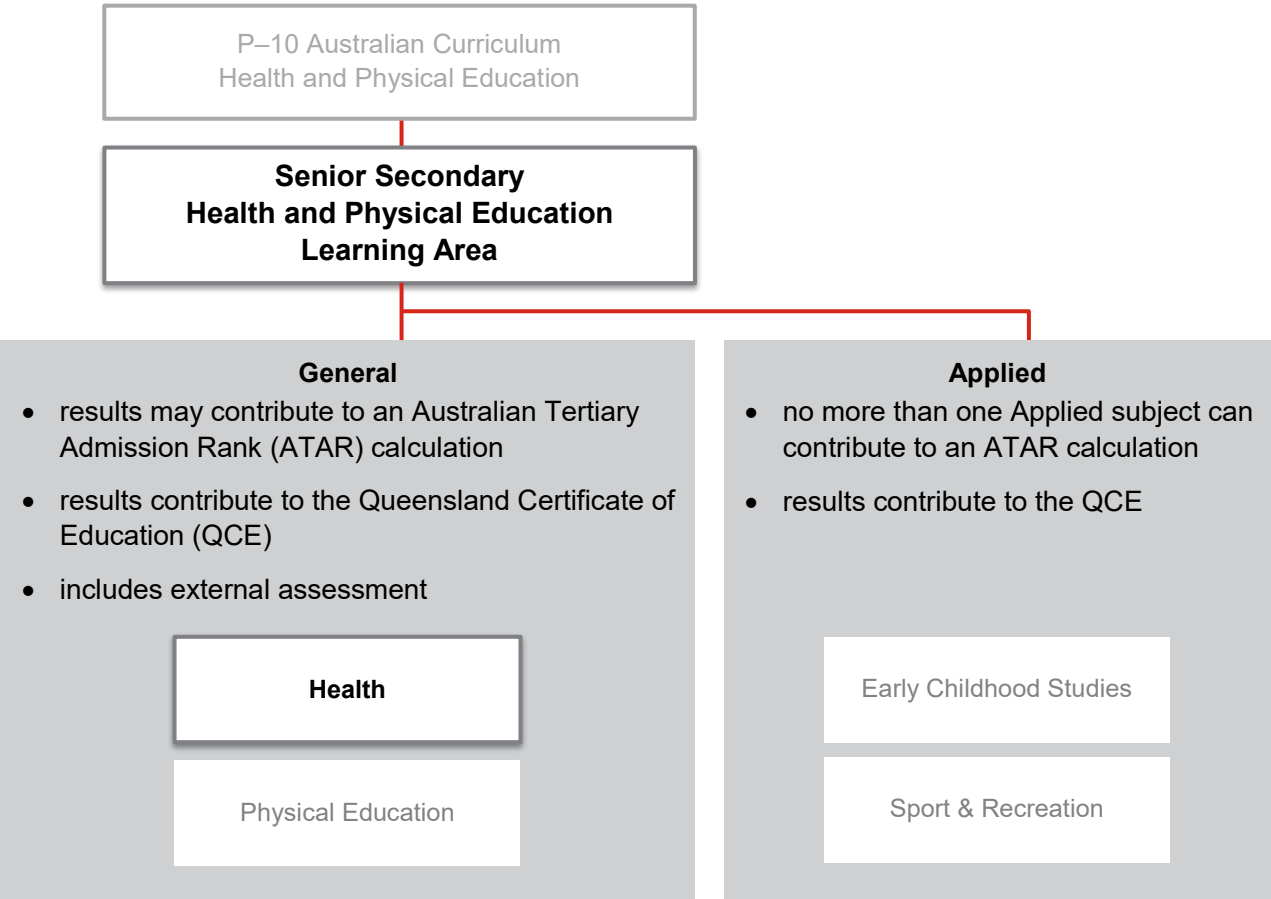 P–10 Australian Curriculum
Health and Physical Education
Senior Secondary
Health and Physical Education
Learning Area
General
• results may contribute to an Australian Tertiary
Admission Rank (ATAR) calculation
• results contribute to the Queensland Certificate of
Education (QCE)
• includes external assessment
Health
Physical Education
Applied
• no more than one Applied subject can
contribute to an ATAR calculation
• results contribute to the QCE
Early Childhood Studies
Sport & Recreation